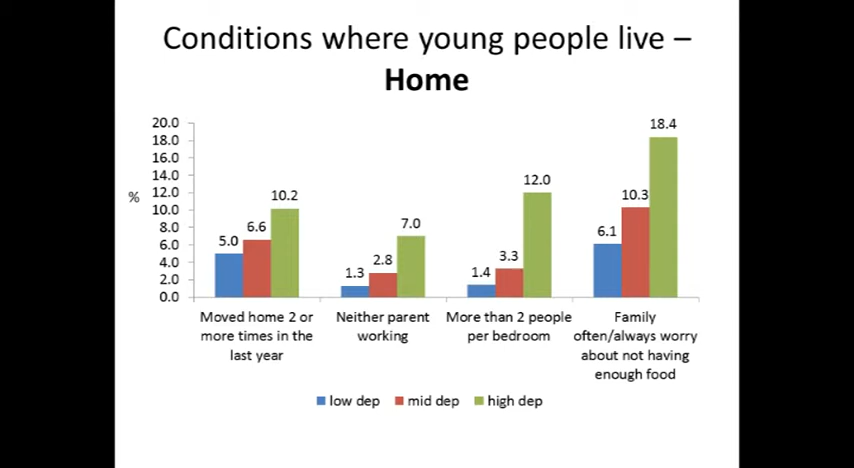 Conditions where young people live –
Home
20.0
18.0
16.0
14.0
12.0
10.0
8.0
6.0
4.0
2.0
0.0
%
5.0
6.6
10.2
1.3
2.8
7.0
1.4
3.3
12.0
6.1
10.3
18.4
Moved home 2 or
more times in the
last year
Neither parent
working
More than 2 people
per bedroom
Family
often/always worry
about not having
enough food
low dep
mid dep
high dep